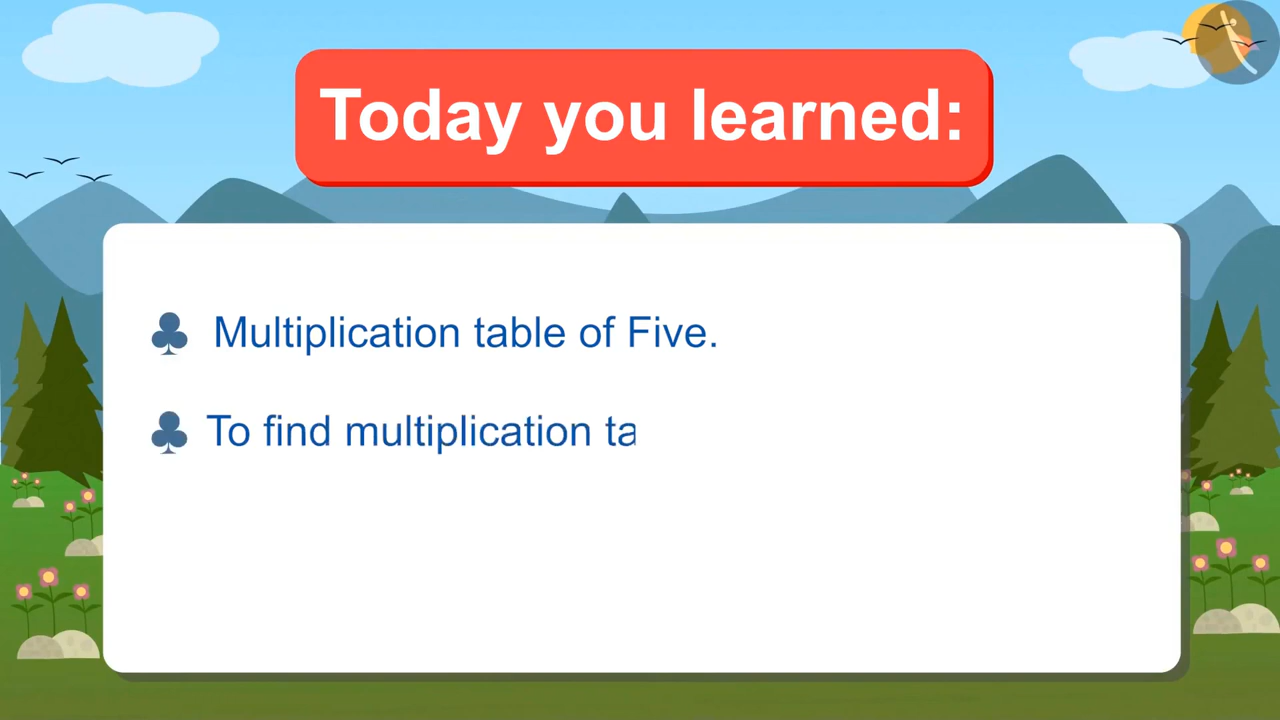 Today you learned:
Multiplication table of Five.
To find multiplication ta